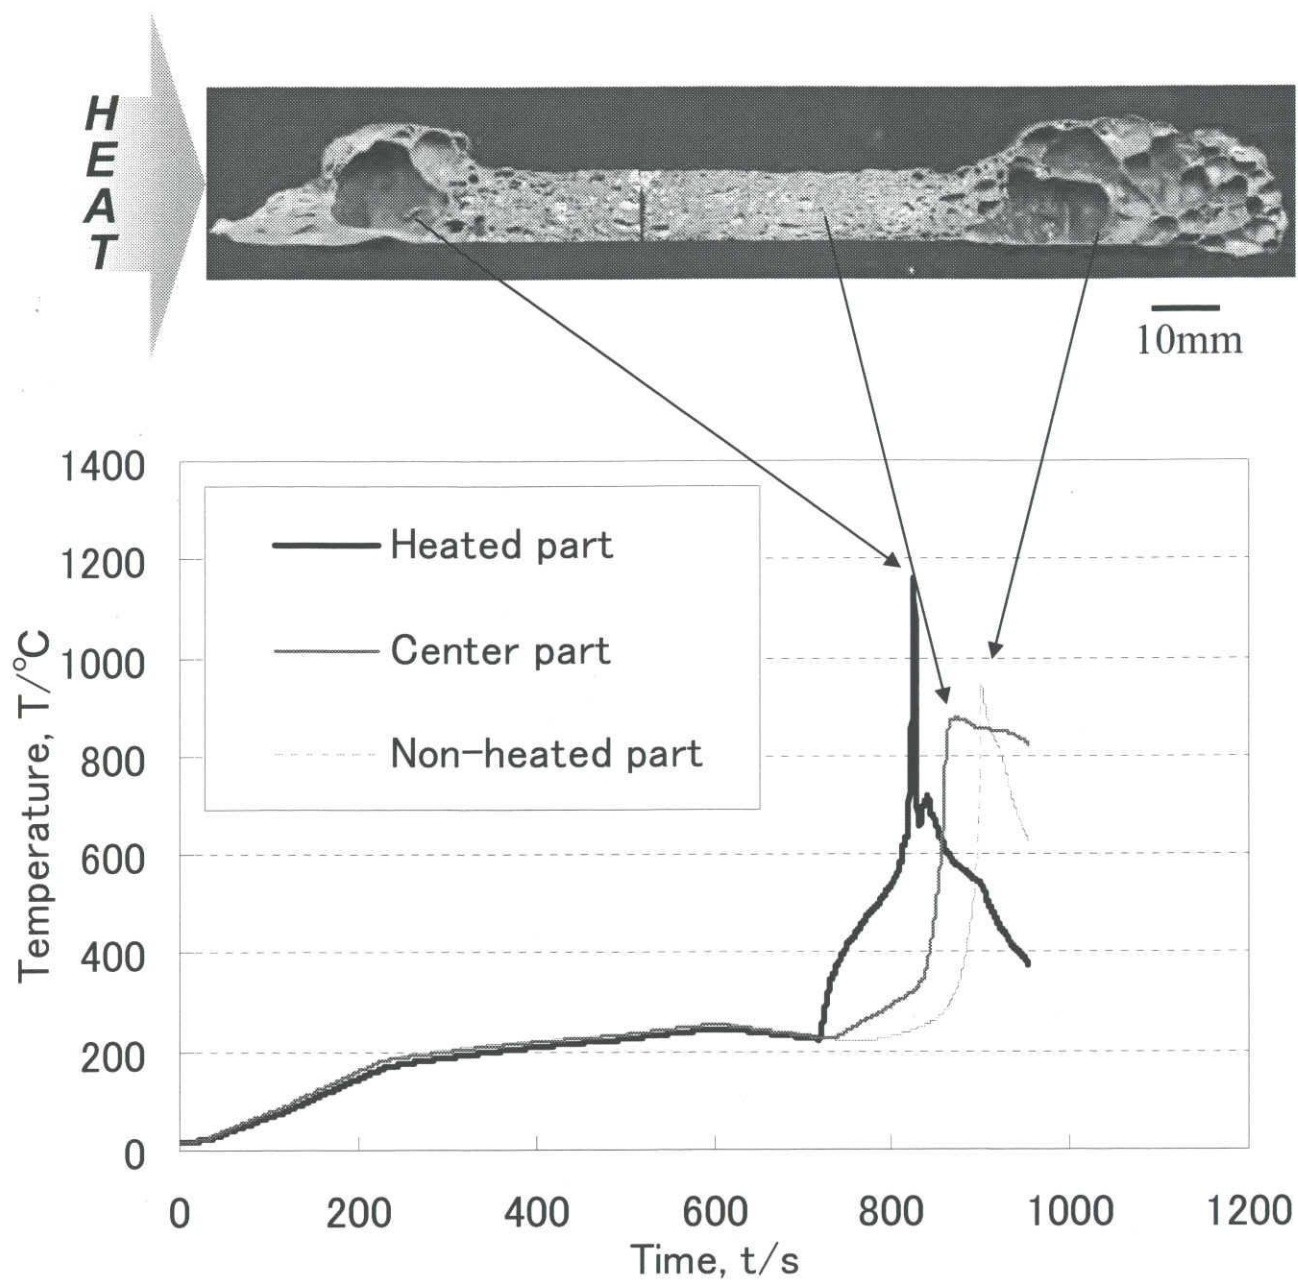 HEAT
10mm
1400
1200
1000
800
600
400
200
0
Temperature, T/°C
Heated part
Center part
Non-heated part
0 200 400 600 800 1000 1200
Time, t/s